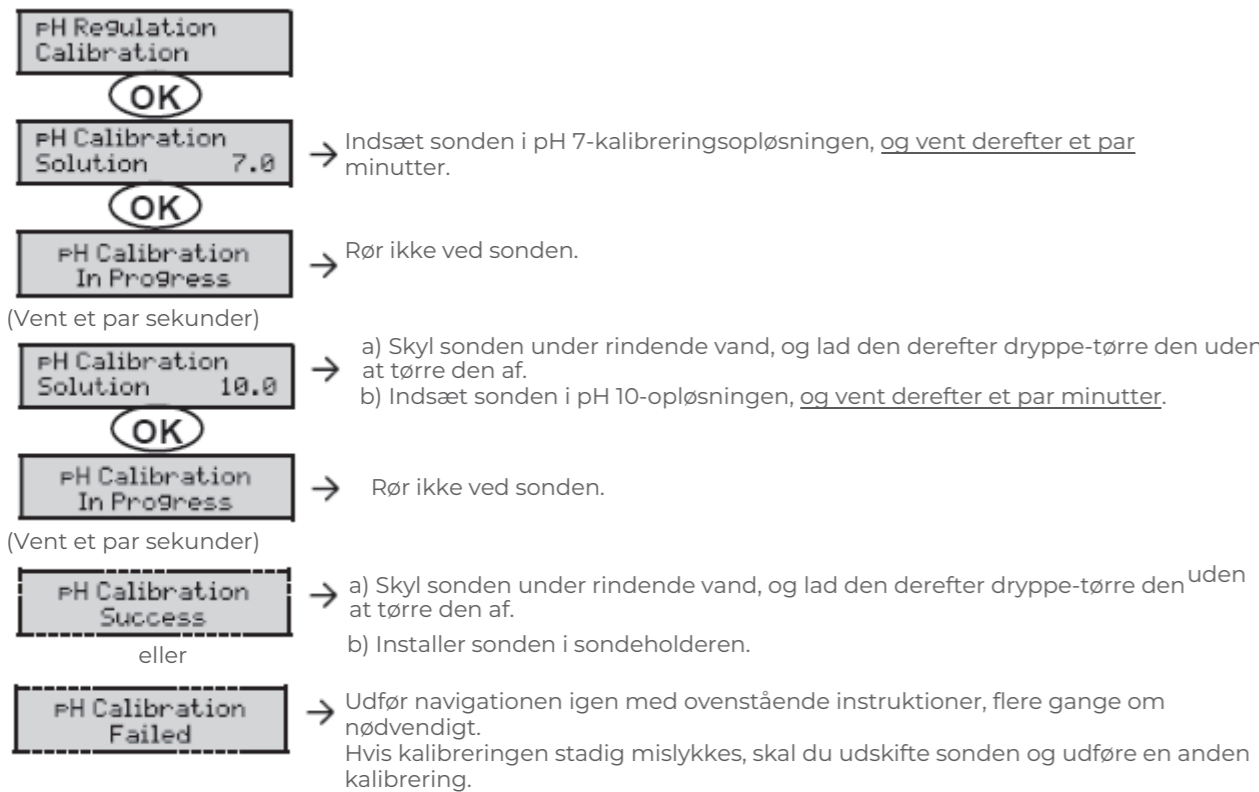 pH Regulation
Calibration
OK
pH Calibration
Solution 7.0
→ Indsæt sonden i pH 7-kalibreringsopløsningen, og vent derefter et par
minutter.
OK
pH Calibration
In Progress
→ Rør ikke ved sonden.
(Vent et par sekunder)
pH Calibration
Solution 10.0
→ a) Skyl sonden under rindende vand, og lad den derefter dryppe-tørre den uden
at tørre den af.
b) Indsæt sonden i pH 10-opløsningen, og vent derefter et par minutter.
OK
pH Calibration
In Progress
→ Rør ikke ved sonden.
(Vent et par sekunder)
pH Calibration
Success
→ a) Skyl sonden under rindende vand, og lad den derefter dryppe-tørre den uden
at tørre den af.
b) Installer sonden i sondeholderen.
eller
pH Calibration
Failed
→ Udfør navigationen igen med ovenstående instruktioner, flere gange om
nødvendigt.
Hvis kalibreringen stadig mislykkes, skal du udskifte sonden og udføre en anden
kalibrering.